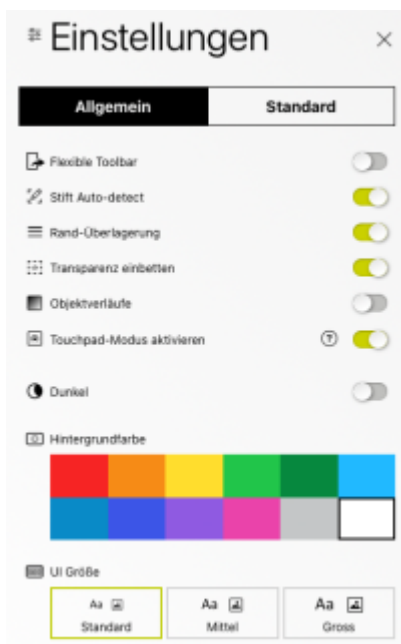 Einstellungen
Allgemein Standard
Flexible Toolbar
Stift Auto-detect
Rand-Überlagerung
Transparenz einbetten
Objektverläufe
Touchpad-Modus aktivieren ?
Dunkel
Hintergrundfarbe
UI Größe
Aa Aa Aa
Standard Mittel Gross